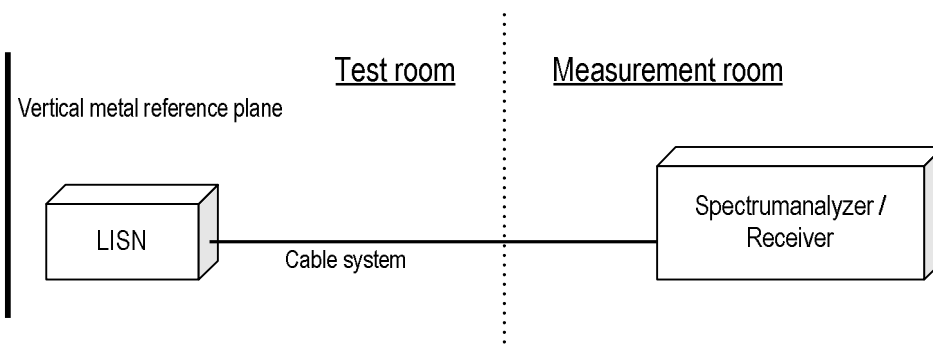 Test room
Measurement room
Vertical metal reference plane
LISN
Cable system
Spectrumanalyzer /
Receiver